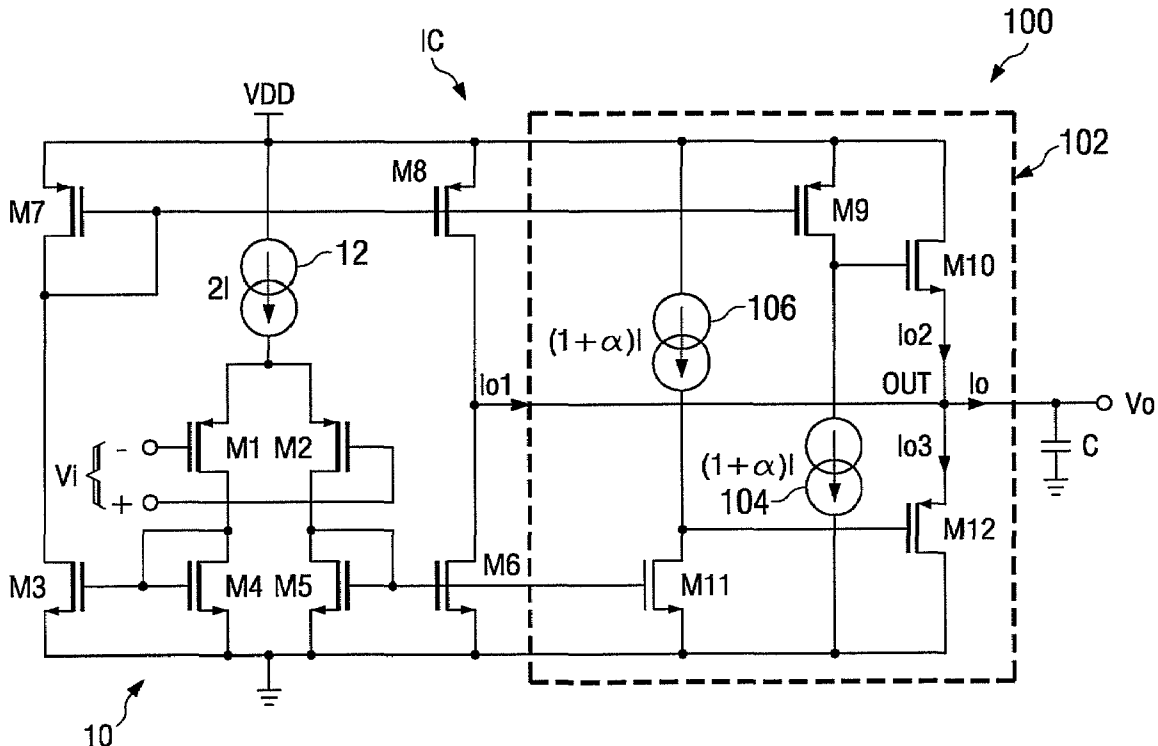 100
IC
VDD
102
M8
M7
M9
12
M10
2I
106
(1+α)I
Io2
Io1
OUT
Io
Vo
M1
M2
-
Vi
+
(1+α)I
104
Io3
C
M12
M3
M4
M5
M6
M11
10